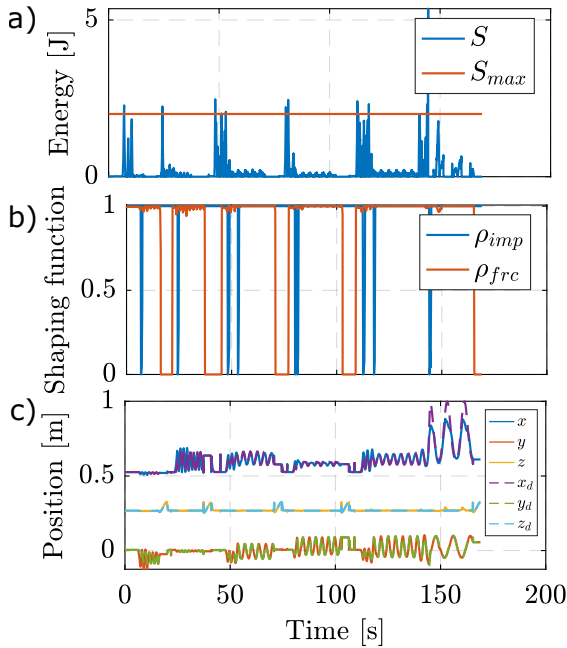 a)
Energy [J]
5
0
S
S_max
b)
Shaping function
1
0.5
0
ρ_imp
ρ_frc
c)
Position [m]
1
0.5
0
x
y
z
x_d
y_d
z_d
0 50 100 150 200
Time [s]